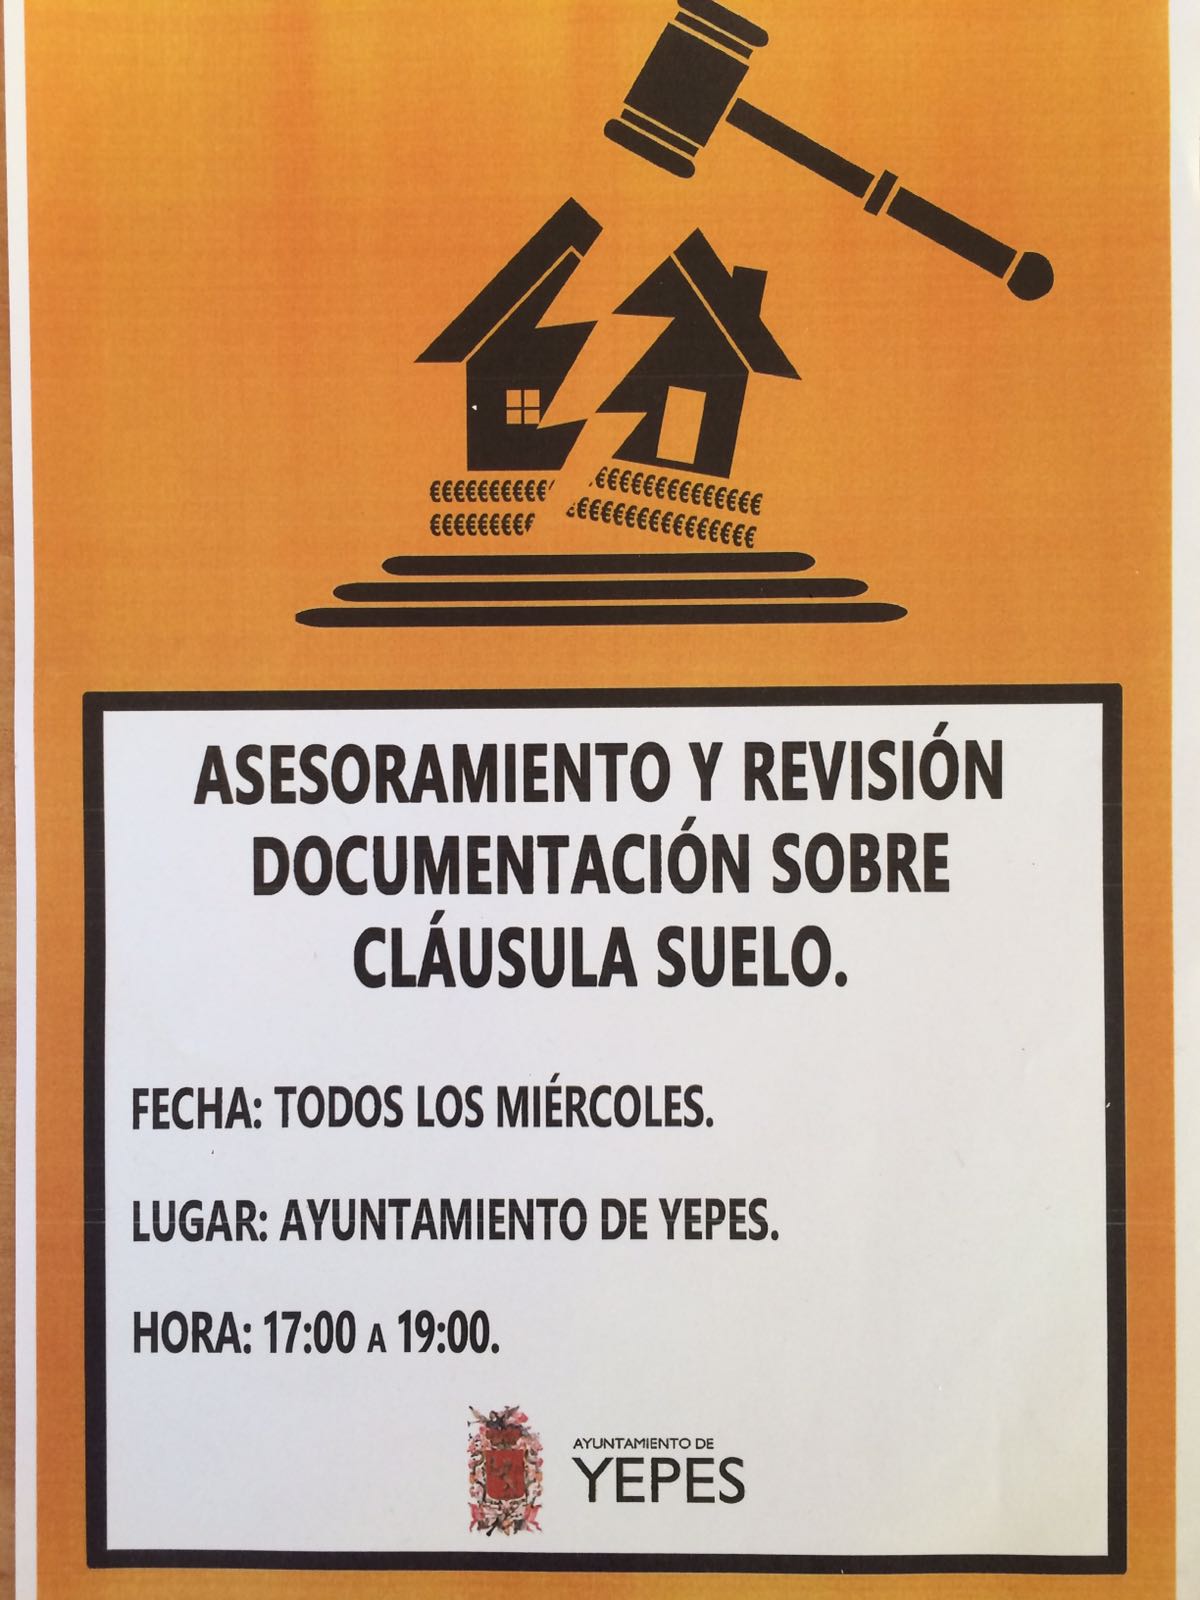 €€€€€€€€€€ €€€€€€€€€€€€€€
€€€€€€€€€ €€€€€€€€€€€€€€€€
ASESORAMIENTO Y REVISIÓN
DOCUMENTACIÓN SOBRE
CLÁUSULA SUELO.
FECHA: TODOS LOS MIÉRCOLES.
LUGAR: AYUNTAMIENTO DE YEPES.
HORA: 17:00 A 19:00.
AYUNTAMIENTO DE
YEPES